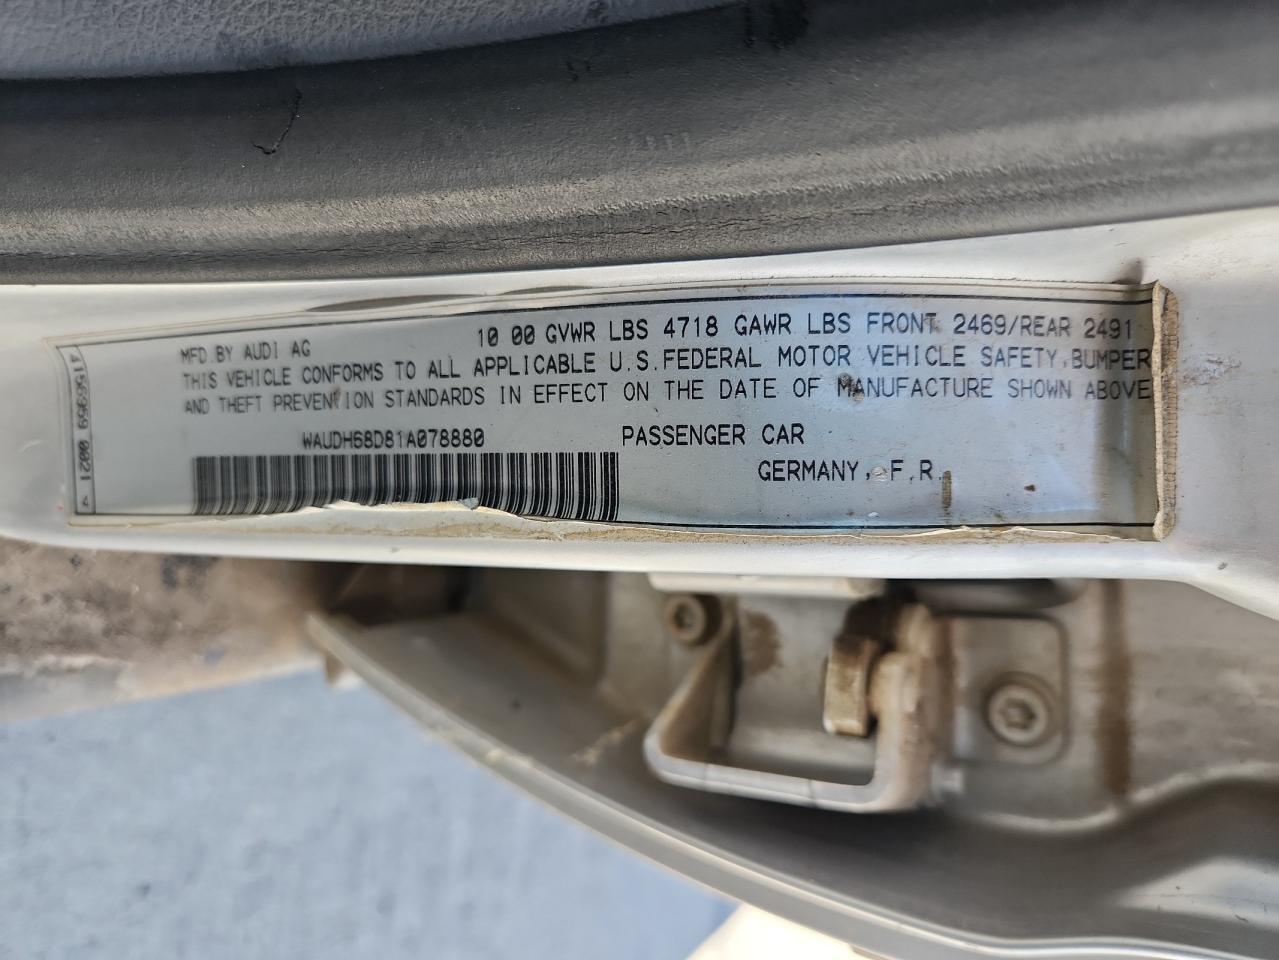 MFD.BY AUDI AG 10 00 GVWR LBS 4718 GAWR LBS FRONT 2469/REAR 2491
THIS VEHICLE CONFORMS TO ALL APPLICABLE U.S.FEDERAL MOTOR VEHICLE SAFETY,BUMPER
AND THEFT PREVENTION STANDARDS IN EFFECT ON THE DATE OF MANUFACTURE SHOWN ABOVE
WAUDH68D81A078880 PASSENGER CAR
GERMANY, F.R.
41569369 0021